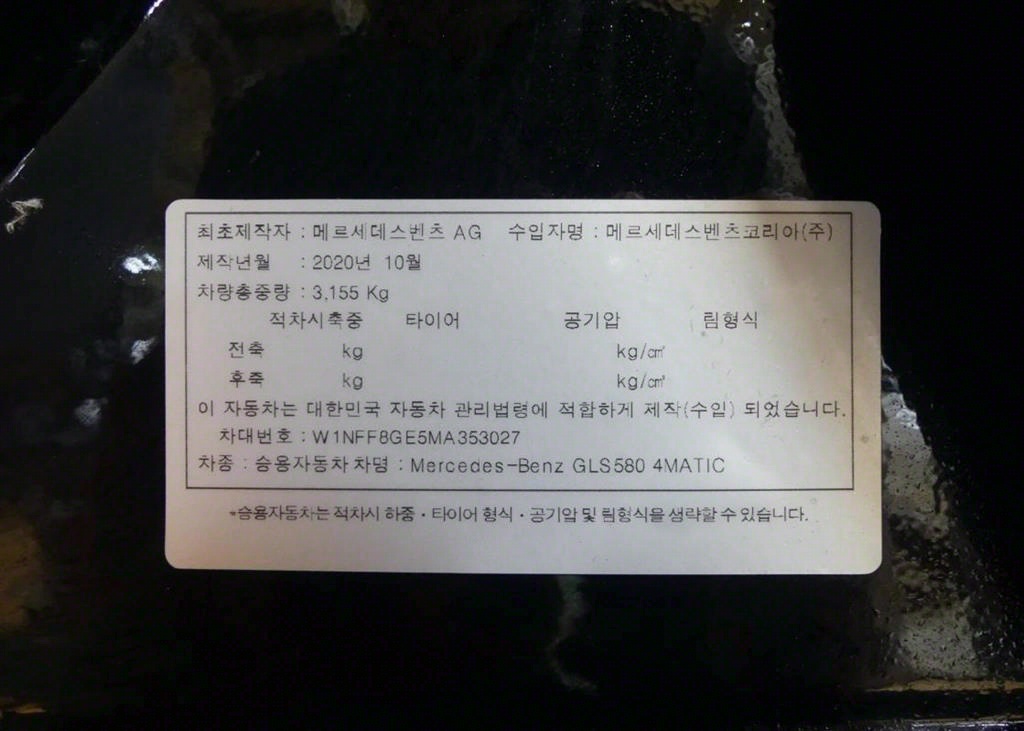 최초제작자 : 메르세데스벤츠 AG 수입자명 : 메르세데스벤츠코리아(주)
제작년월 : 2020년 10월
차량총중량 : 3,155 Kg
적차시축중 타이어 공기압 림형식
전축 kg kg/㎠
후축 kg kg/㎠
이 자동차는 대한민국 자동차 관리법령에 적합하게 제작(수입) 되었습니다.
차대번호 : W1NFF8GE5MA353027
차종 : 승용자동차 차명 : Mercedes-Benz GLS580 4MATIC
*승용자동차는 적차시 하중·타이어 형식·공기압 및 림형식을 생략할 수 있습니다.